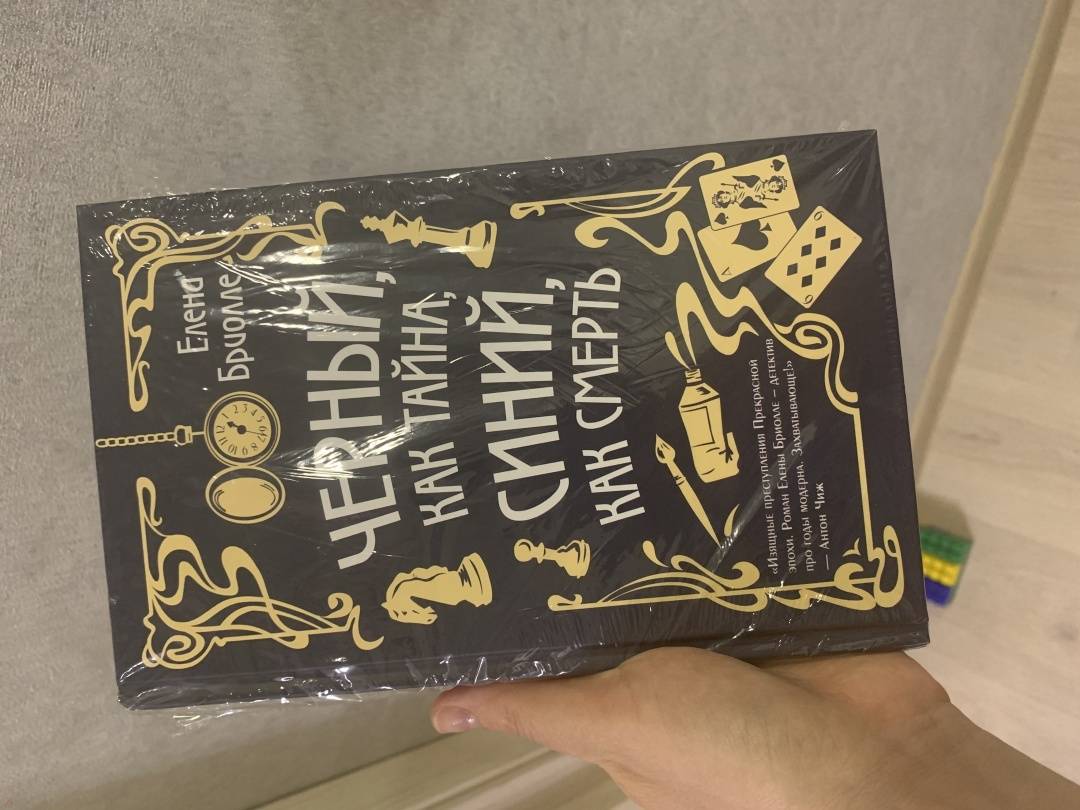 Елена
Бриолле
ЧЕРНЫЙ,
КАК ТАЙНА,
СИНИЙ,
КАК СМЕРТЬ
«Изящные преступления Прекрасной
эпохи. Роман Елены Бриолле — детектив
про годы модерна. Захватывающе!»
— Антон Чиж